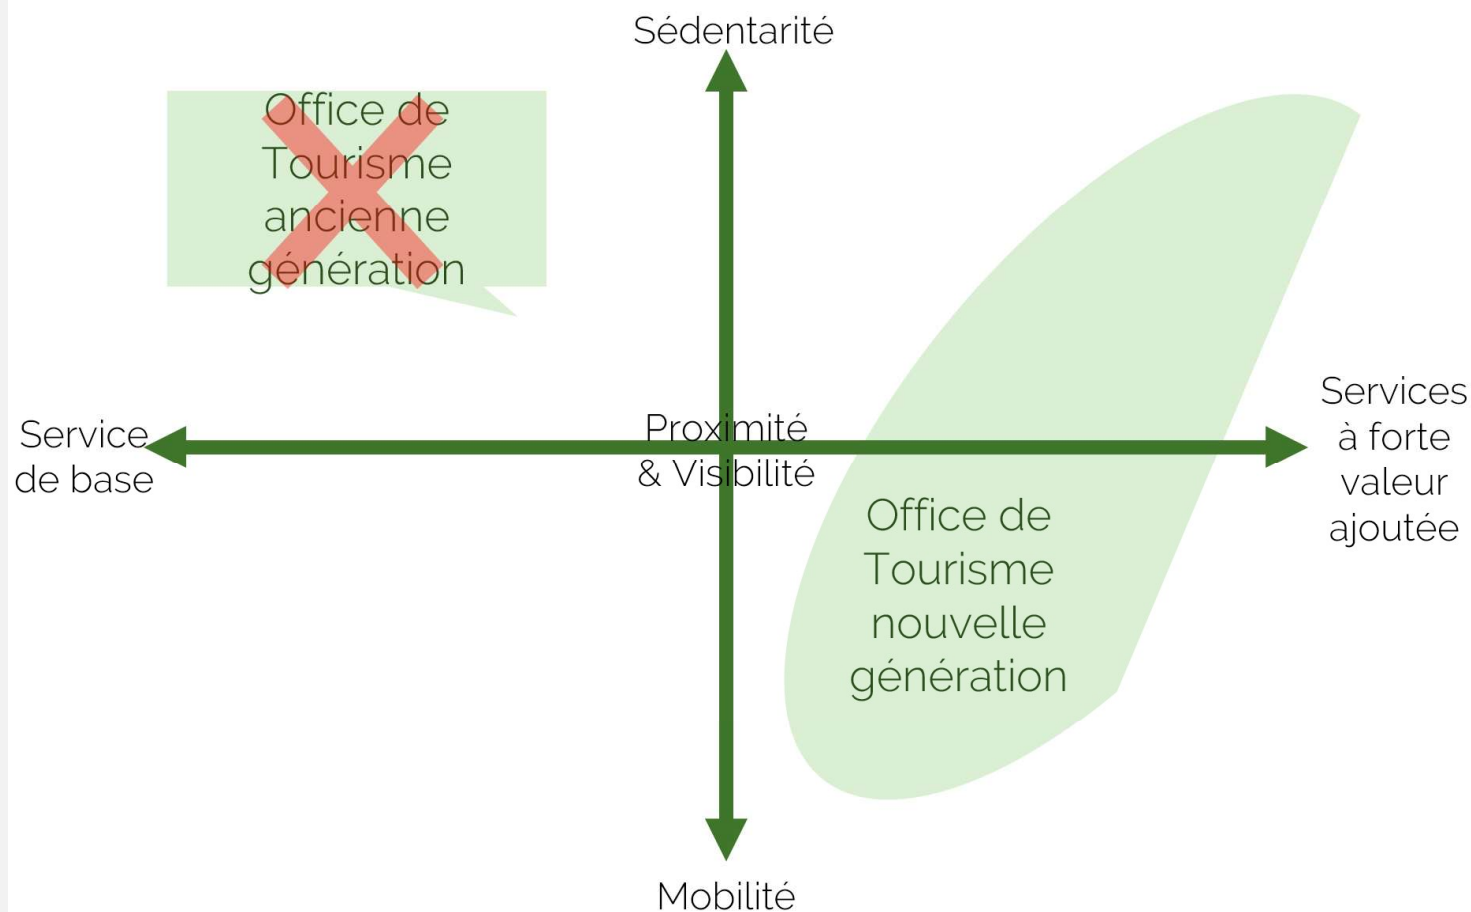 Sédentarité
Office de
Tourisme
ancienne
génération
Service
de base
Proximité
& Visibilité
Services
à forte
valeur
ajoutée
Office de
Tourisme
nouvelle
génération
Mobilité